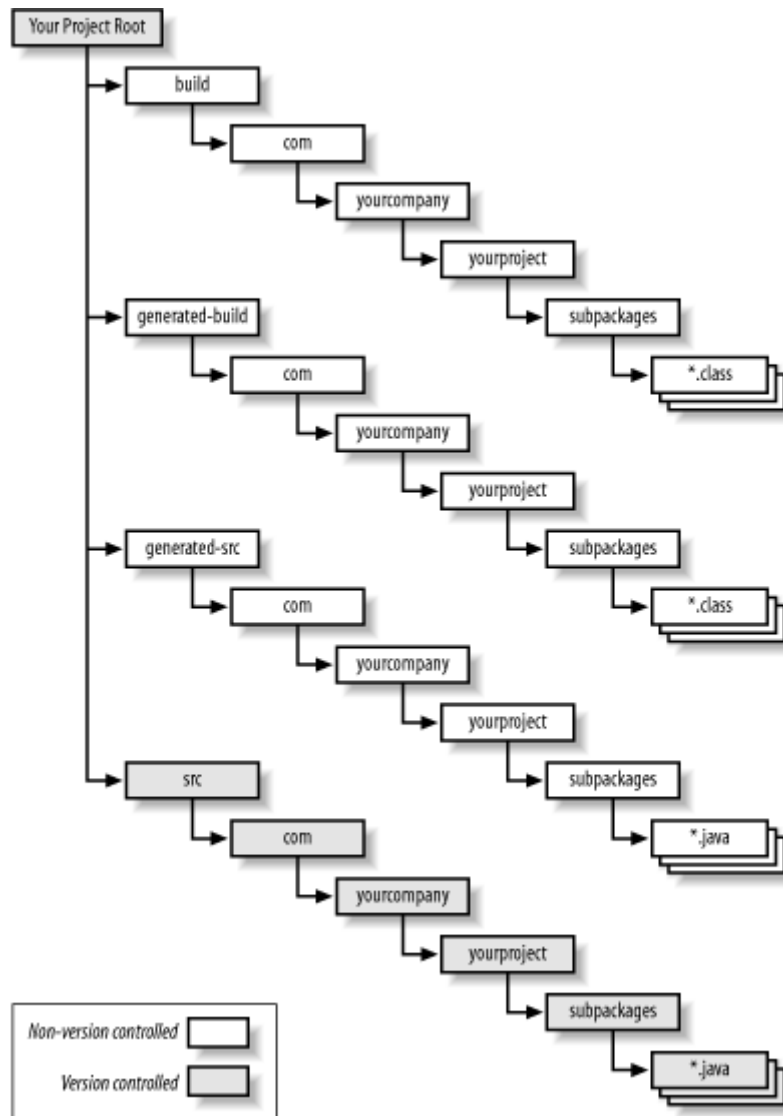 Your Project Root
build
com
yourcompany
yourproject
subpackages
*.class
generated-build
com
yourcompany
yourproject
subpackages
*.class
generated-src
com
yourcompany
yourproject
subpackages
*.java
src
com
yourcompany
yourproject
subpackages
*.java
Non-version controlled
Version controlled